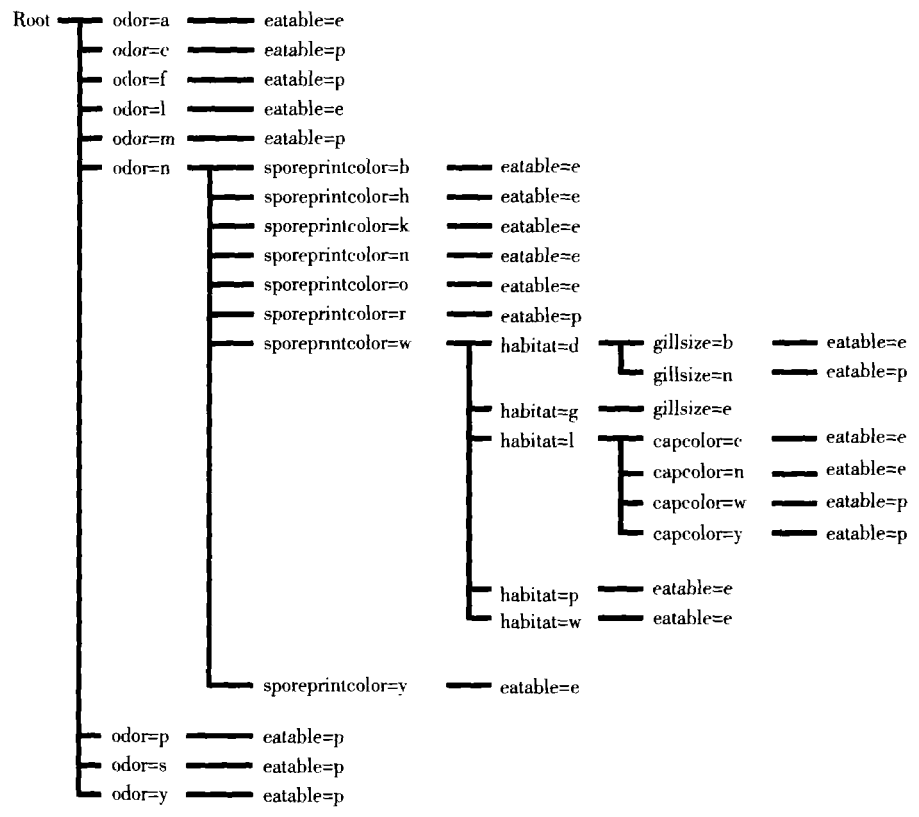 Root odor=a eatable=e
odor=c eatable=p
odor=f eatable=p
odor=l eatable=e
odor=m eatable=p
odor=n sporeprintcolor=b eatable=e
sporeprintcolor=h eatable=e
sporeprintcolor=k eatable=e
sporeprintcolor=n eatable=e
sporeprintcolor=o eatable=e
sporeprintcolor=r eatable=p
sporeprintcolor=w habitat=d gillsize=b eatable=e
gillsize=n eatable=p
habitat=g gillsize=e
habitat=l capcolor=c eatable=e
capcolor=n eatable=e
capcolor=w eatable=p
capcolor=y eatable=p
habitat=p eatable=e
habitat=w eatable=e
sporeprintcolor=y eatable=e
odor=p eatable=p
odor=s eatable=p
odor=y eatable=p